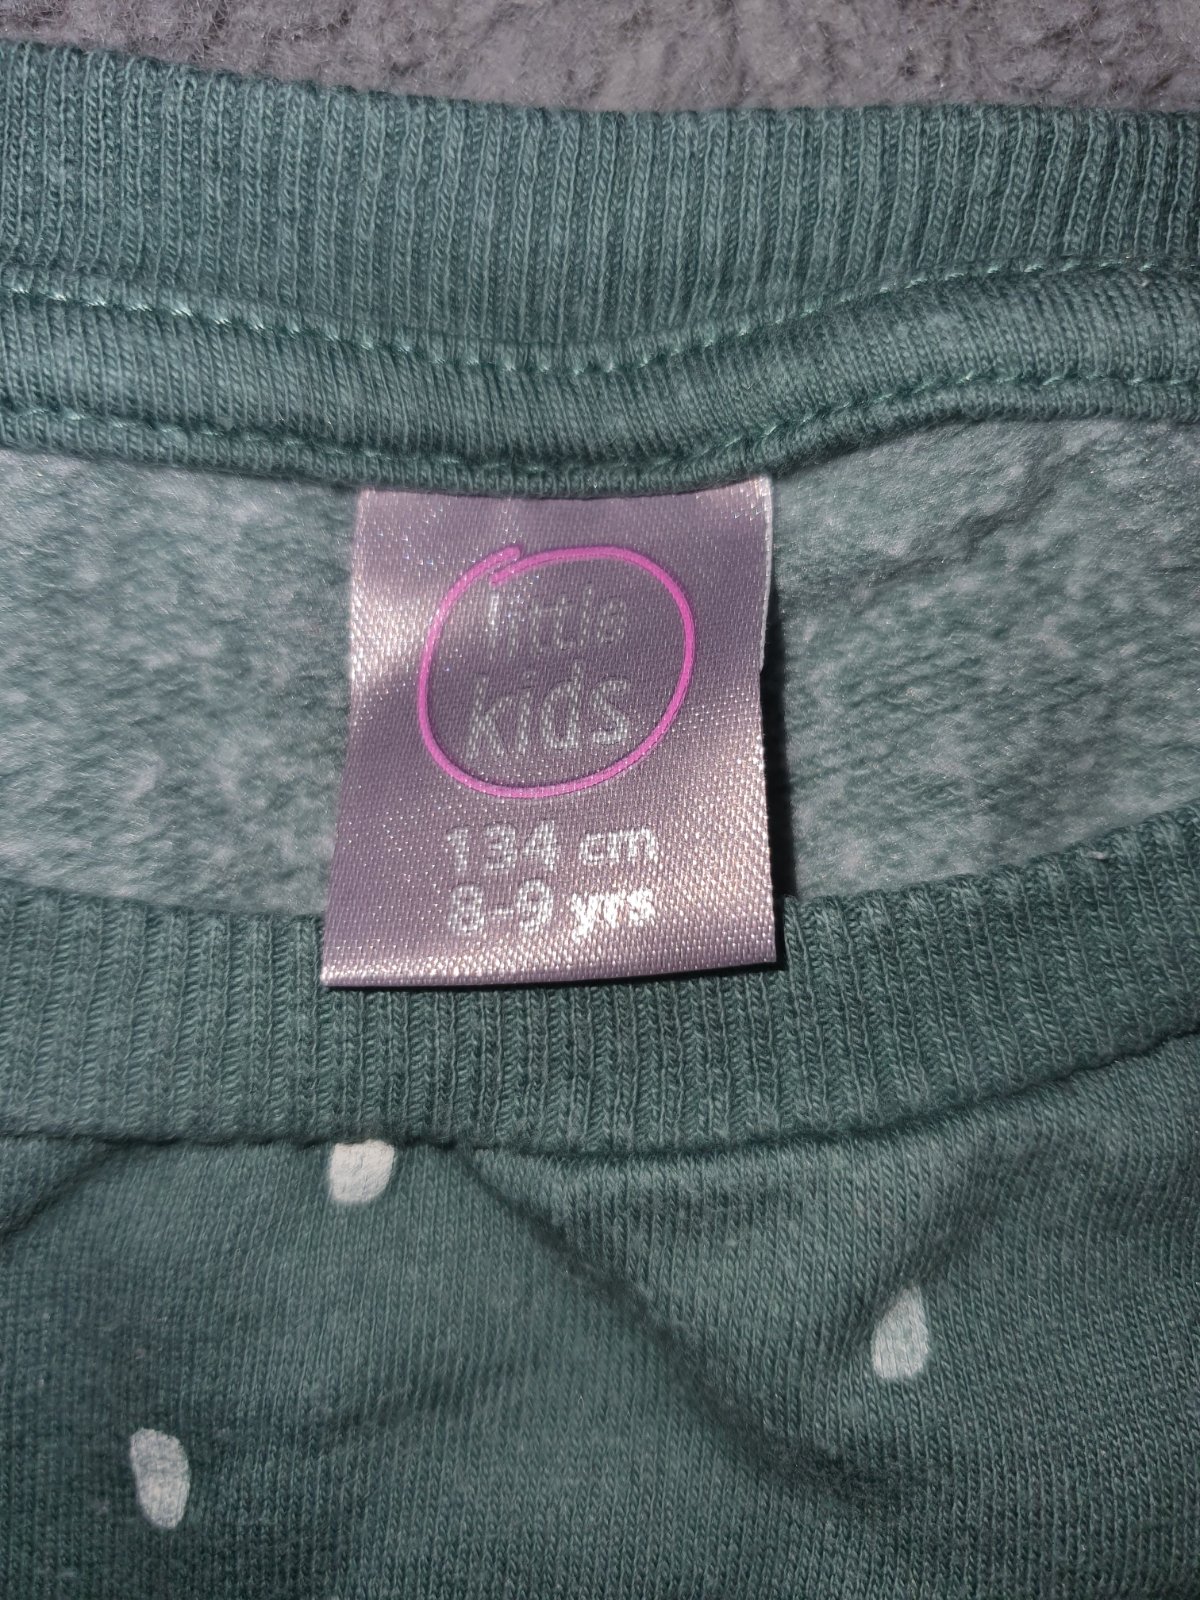 little
kids
134 cm
8-9 yrs